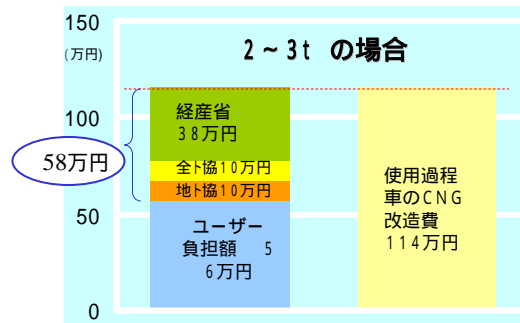 150
(万円)
2～3t の場合
100
50
0
58万円
経産省
38万円
全ト協10万円
地ト協10万円
ユーザー
負担額 5
6万円
使用過程
車のCNG
改造費
114万円